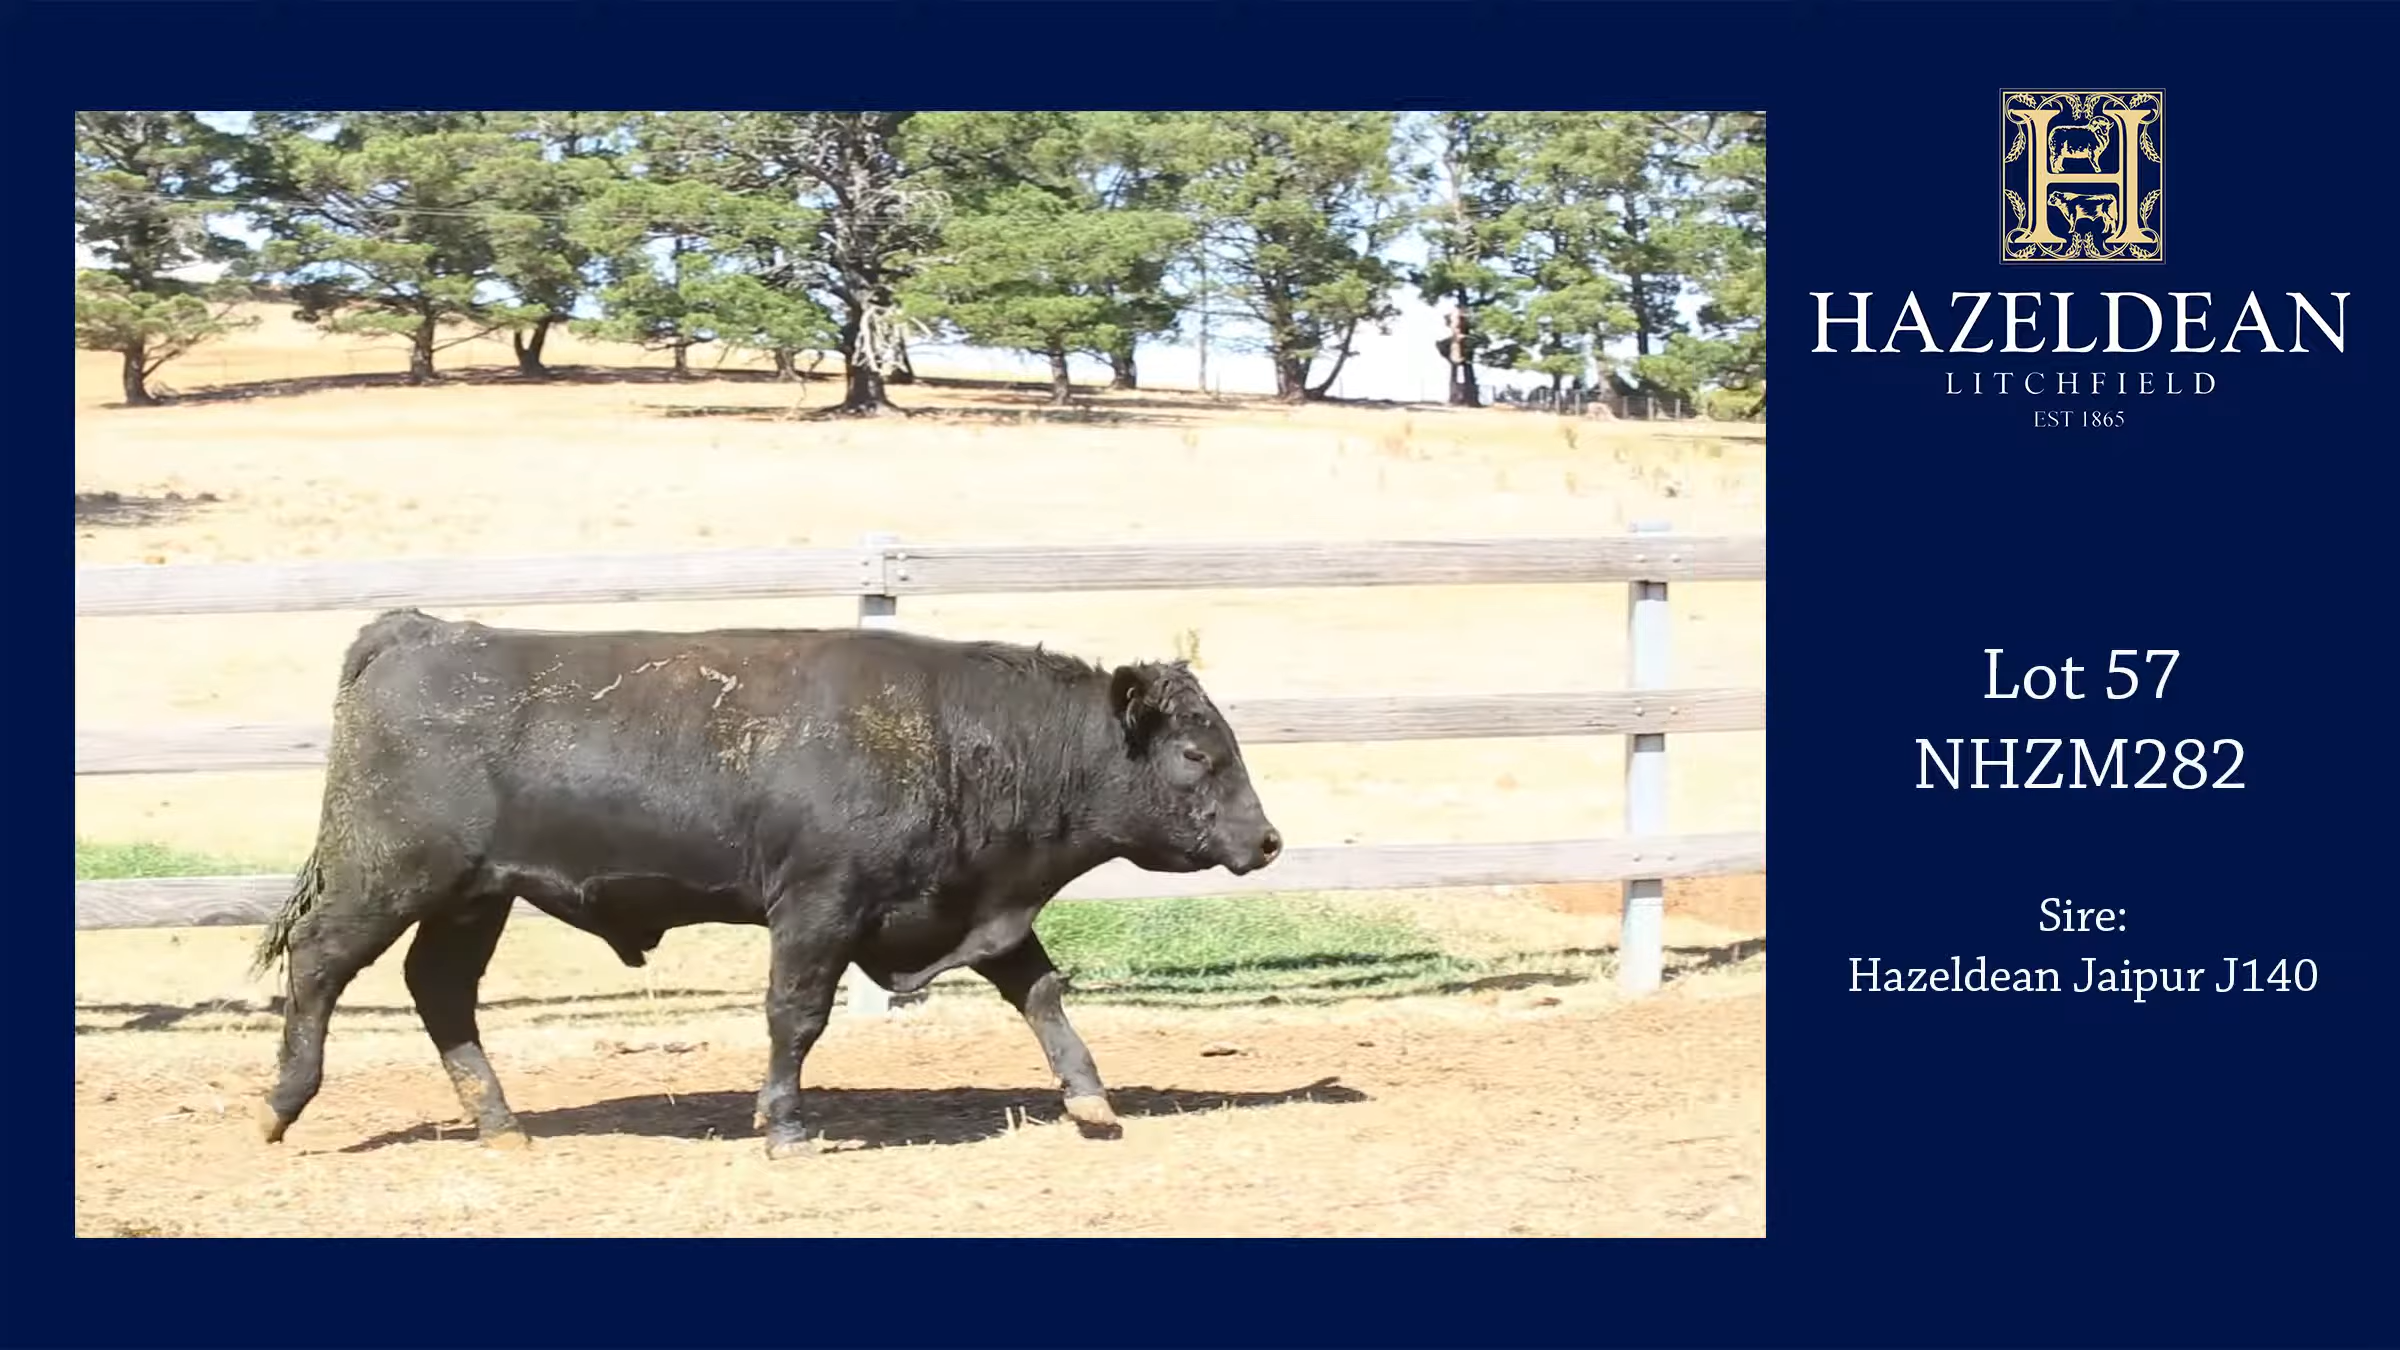 H
HAZELDEAN
LITCHFIELD
EST 1865
Lot 57
NHZM282
Sire:
Hazeldean Jaipur J140